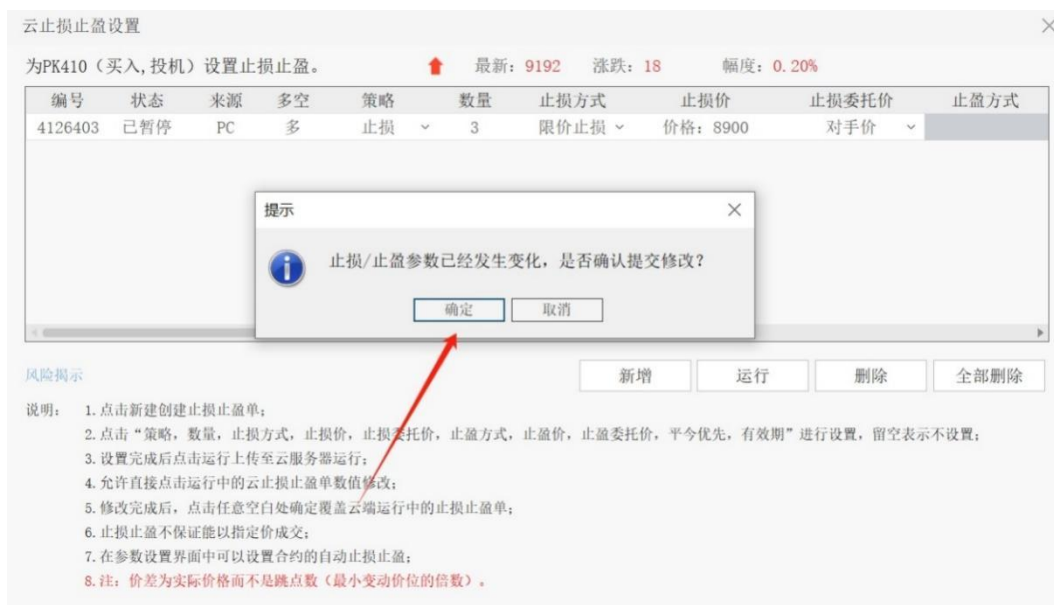 云止损止盈设置
为PK410（买入,投机）设置止损止盈。 最新: 9192 涨跌: 18 幅度: 0.20%
编号 状态 来源 多空 策略 数量 止损方式 止损价 止损委托价 止盈方式
4126403 已暂停 PC 多 止损 3 限价止损 价格: 8900 对手价
提示
止损/止盈参数已经发生变化，是否确认提交修改？
确定 取消
风险揭示 新增 运行 删除 全部删除
说明: 1.点击新建创建止损止盈单;
2.点击“策略，数量，止损方式，止损价，止损委托价，止盈方式，止盈价，止盈委托价，平今优先，有效期”进行设置，留空表示不设置;
3.设置完成后点击运行上传至云服务器运行;
4.允许直接点击运行中的云止损止盈单数值修改;
5.修改完成后，点击任意空白处确定覆盖云端运行中的止损止盈单;
6.止损止盈不保证能以指定价成交;
7.在参数设置界面中可以设置合约的自动止损止盈;
8.注: 价差为实际价格而不是跳点数（最小变动价位的倍数）。